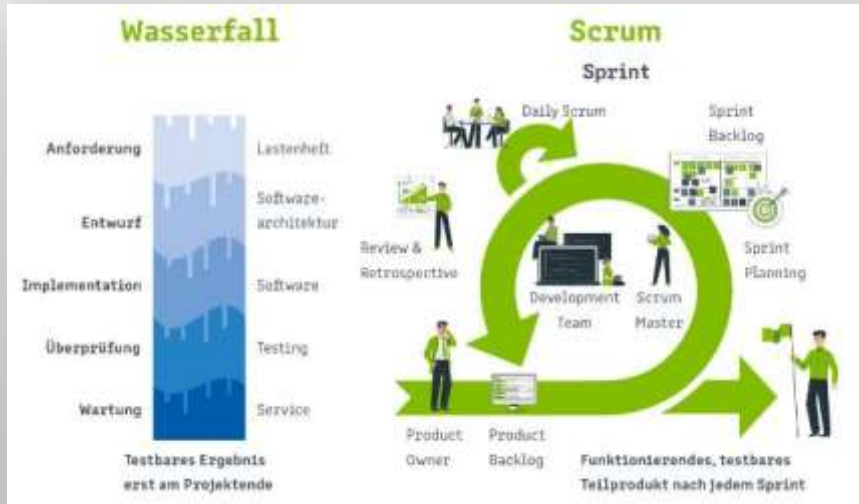 Wasserfall
Anforderung
Lastenheft
Entwurf
Software-
architektur
Implementation
Software
Überprüfung
Testing
Wartung
Service
Testbares Ergebnis
erst am Projektende
Scrum
Sprint
Daily Scrum
Sprint
Backlog
Review &
Retrospective
Development
Team
Scrum
Master
Sprint
Planning
Product
Owner
Product
Backlog
Funktionierendes, testbares
Teilprodukt nach jedem Sprint